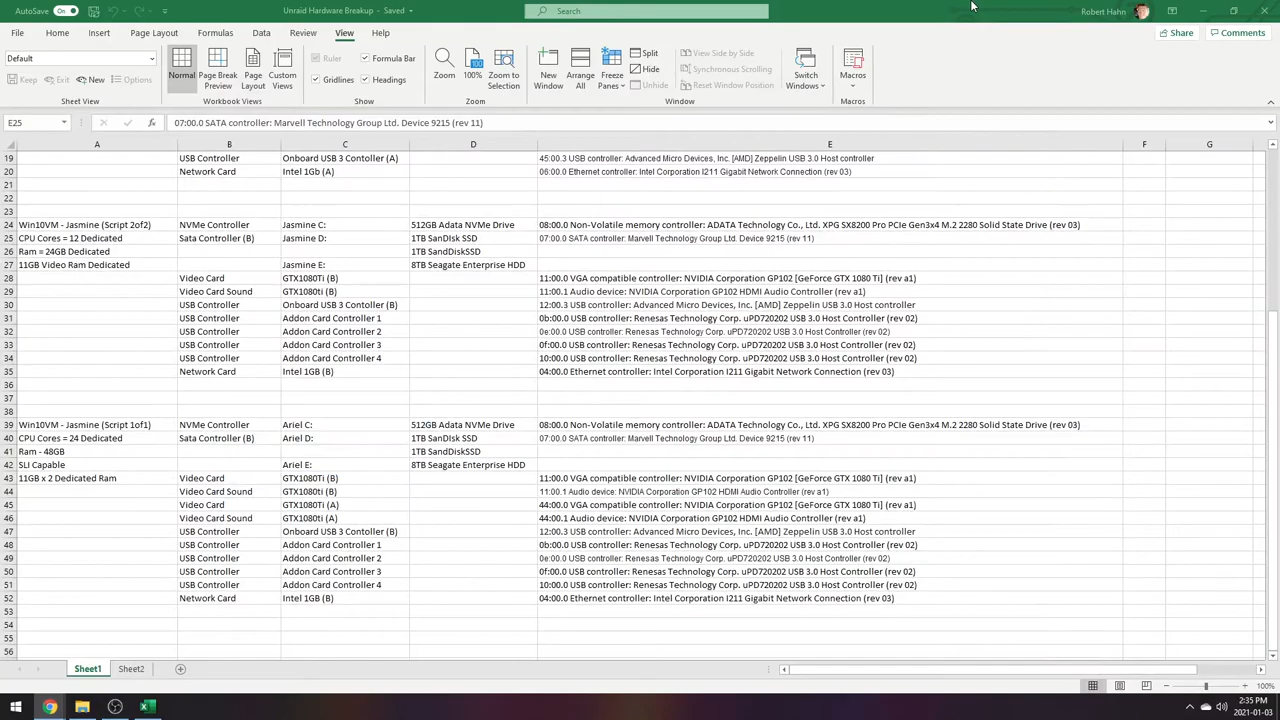 AutoSave On Unraid Hardware Breakup - Saved Search Robert Hahn
File Home Insert Page Layout Formulas Data Review View Help Share Comments
Default
Keep Exit New Options
Sheet View
Normal Page Break Preview Page Layout Custom Views
Workbook Views
Ruler Formula Bar
Gridlines Headings
Show
Zoom 100% Zoom to Selection
Zoom
New Window Arrange All Freeze Panes
Split Hide Unhide
View Side by Side Synchronous Scrolling Reset Window Position
Window
Switch Windows
Macros
Macros
E25 fx 07:00.0 SATA controller: Marvell Technology Group Ltd. Device 9215 (rev 11)
A B C D E F G
19 USB Controller Onboard USB 3 Contoller (A) 45:00.3 USB controller: Advanced Micro Devices, Inc. [AMD] Zeppelin USB 3.0 Host controller
20 Network Card Intel 1Gb (A) 06:00.0 Ethernet controller: Intel Corporation I211 Gigabit Network Connection (rev 03)
21
22
23
24 Win10VM - Jasmine (Script 2of2) NVMe Controller Jasmine C: 512GB Adata NVMe Drive 08:00.0 Non-Volatile memory controller: ADATA Technology Co., Ltd. XPG SX8200 Pro PCIe Gen3x4 M.2 2280 Solid State Drive (rev 03)
25 CPU Cores = 12 Dedicated Sata Controller (B) Jasmine D: 1TB SanDIsk SSD 07:00.0 SATA controller: Marvell Technology Group Ltd. Device 9215 (rev 11)
26 Ram = 24GB Dedicated 1TB SandDiskSSD
27 11GB Video Ram Dedicated Jasmine E: 8TB Seagate Enterprise HDD
28 Video Card GTX1080Ti (B) 11:00.0 VGA compatible controller: NVIDIA Corporation GP102 [GeForce GTX 1080 Ti] (rev a1)
29 Video Card Sound GTX1080ti (B) 11:00.1 Audio device: NVIDIA Corporation GP102 HDMI Audio Controller (rev a1)
30 USB Controller Onboard USB 3 Contoller (B) 12:00.3 USB controller: Advanced Micro Devices, Inc. [AMD] Zeppelin USB 3.0 Host controller
31 USB Controller Addon Card Controller 1 0b:00.0 USB controller: Renesas Technology Corp. uPD720202 USB 3.0 Host Controller (rev 02)
32 USB Controller Addon Card Controller 2 0e:00.0 USB controller: Renesas Technology Corp. uPD720202 USB 3.0 Host Controller (rev 02)
33 USB Controller Addon Card Controller 3 0f:00.0 USB controller: Renesas Technology Corp. uPD720202 USB 3.0 Host Controller (rev 02)
34 USB Controller Addon Card Controller 4 10:00.0 USB controller: Renesas Technology Corp. uPD720202 USB 3.0 Host Controller (rev 02)
35 Network Card Intel 1GB (B) 04:00.0 Ethernet controller: Intel Corporation I211 Gigabit Network Connection (rev 03)
36
37
38
39 Win10VM - Jasmine (Script 1of1) NVMe Controller Ariel C: 512GB Adata NVMe Drive 08:00.0 Non-Volatile memory controller: ADATA Technology Co., Ltd. XPG SX8200 Pro PCIe Gen3x4 M.2 2280 Solid State Drive (rev 03)
40 CPU Cores = 24 Dedicated Sata Controller (B) Ariel D: 1TB SanDIsk SSD 07:00.0 SATA controller: Marvell Technology Group Ltd. Device 9215 (rev 11)
41 Ram - 48GB 1TB SandDiskSSD
42 SLI Capable Ariel E: 8TB Seagate Enterprise HDD
43 11GB x 2 Dedicated Ram Video Card GTX1080Ti (B) 11:00.0 VGA compatible controller: NVIDIA Corporation GP102 [GeForce GTX 1080 Ti] (rev a1)
44 Video Card Sound GTX1080ti (B) 11:00.1 Audio device: NVIDIA Corporation GP102 HDMI Audio Controller (rev a1)
45 Video Card GTX1080Ti (A) 44:00.0 VGA compatible controller: NVIDIA Corporation GP102 [GeForce GTX 1080 Ti] (rev a1)
46 Video Card Sound GTX1080ti (A) 44:00.1 Audio device: NVIDIA Corporation GP102 HDMI Audio Controller (rev a1)
47 USB Controller Onboard USB 3 Contoller (B) 12:00.3 USB controller: Advanced Micro Devices, Inc. [AMD] Zeppelin USB 3.0 Host controller
48 USB Controller Addon Card Controller 1 0b:00.0 USB controller: Renesas Technology Corp. uPD720202 USB 3.0 Host Controller (rev 02)
49 USB Controller Addon Card Controller 2 0e:00.0 USB controller: Renesas Technology Corp. uPD720202 USB 3.0 Host Controller (rev 02)
50 USB Controller Addon Card Controller 3 0f:00.0 USB controller: Renesas Technology Corp. uPD720202 USB 3.0 Host Controller (rev 02)
51 USB Controller Addon Card Controller 4 10:00.0 USB controller: Renesas Technology Corp. uPD720202 USB 3.0 Host Controller (rev 02)
52 Network Card Intel 1GB (B) 04:00.0 Ethernet controller: Intel Corporation I211 Gigabit Network Connection (rev 03)
53
54
55
56
Sheet1 Sheet2
100%
2:35 PM
2021-01-03